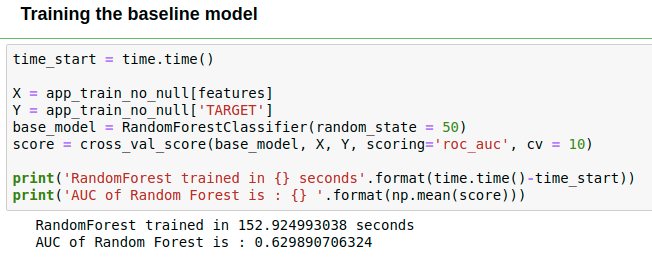 Training the baseline model
time_start = time.time()
X = app_train_no_null[features]
Y = app_train_no_null['TARGET']
base_model = RandomForestClassifier(random_state = 50)
score = cross_val_score(base_model, X, Y, scoring='roc_auc', cv = 10)
print('RandomForest trained in {} seconds'.format(time.time()-time_start))
print('AUC of Random Forest is : {} '.format(np.mean(score)))
RandomForest trained in 152.924993038 seconds
AUC of Random Forest is : 0.629890706324